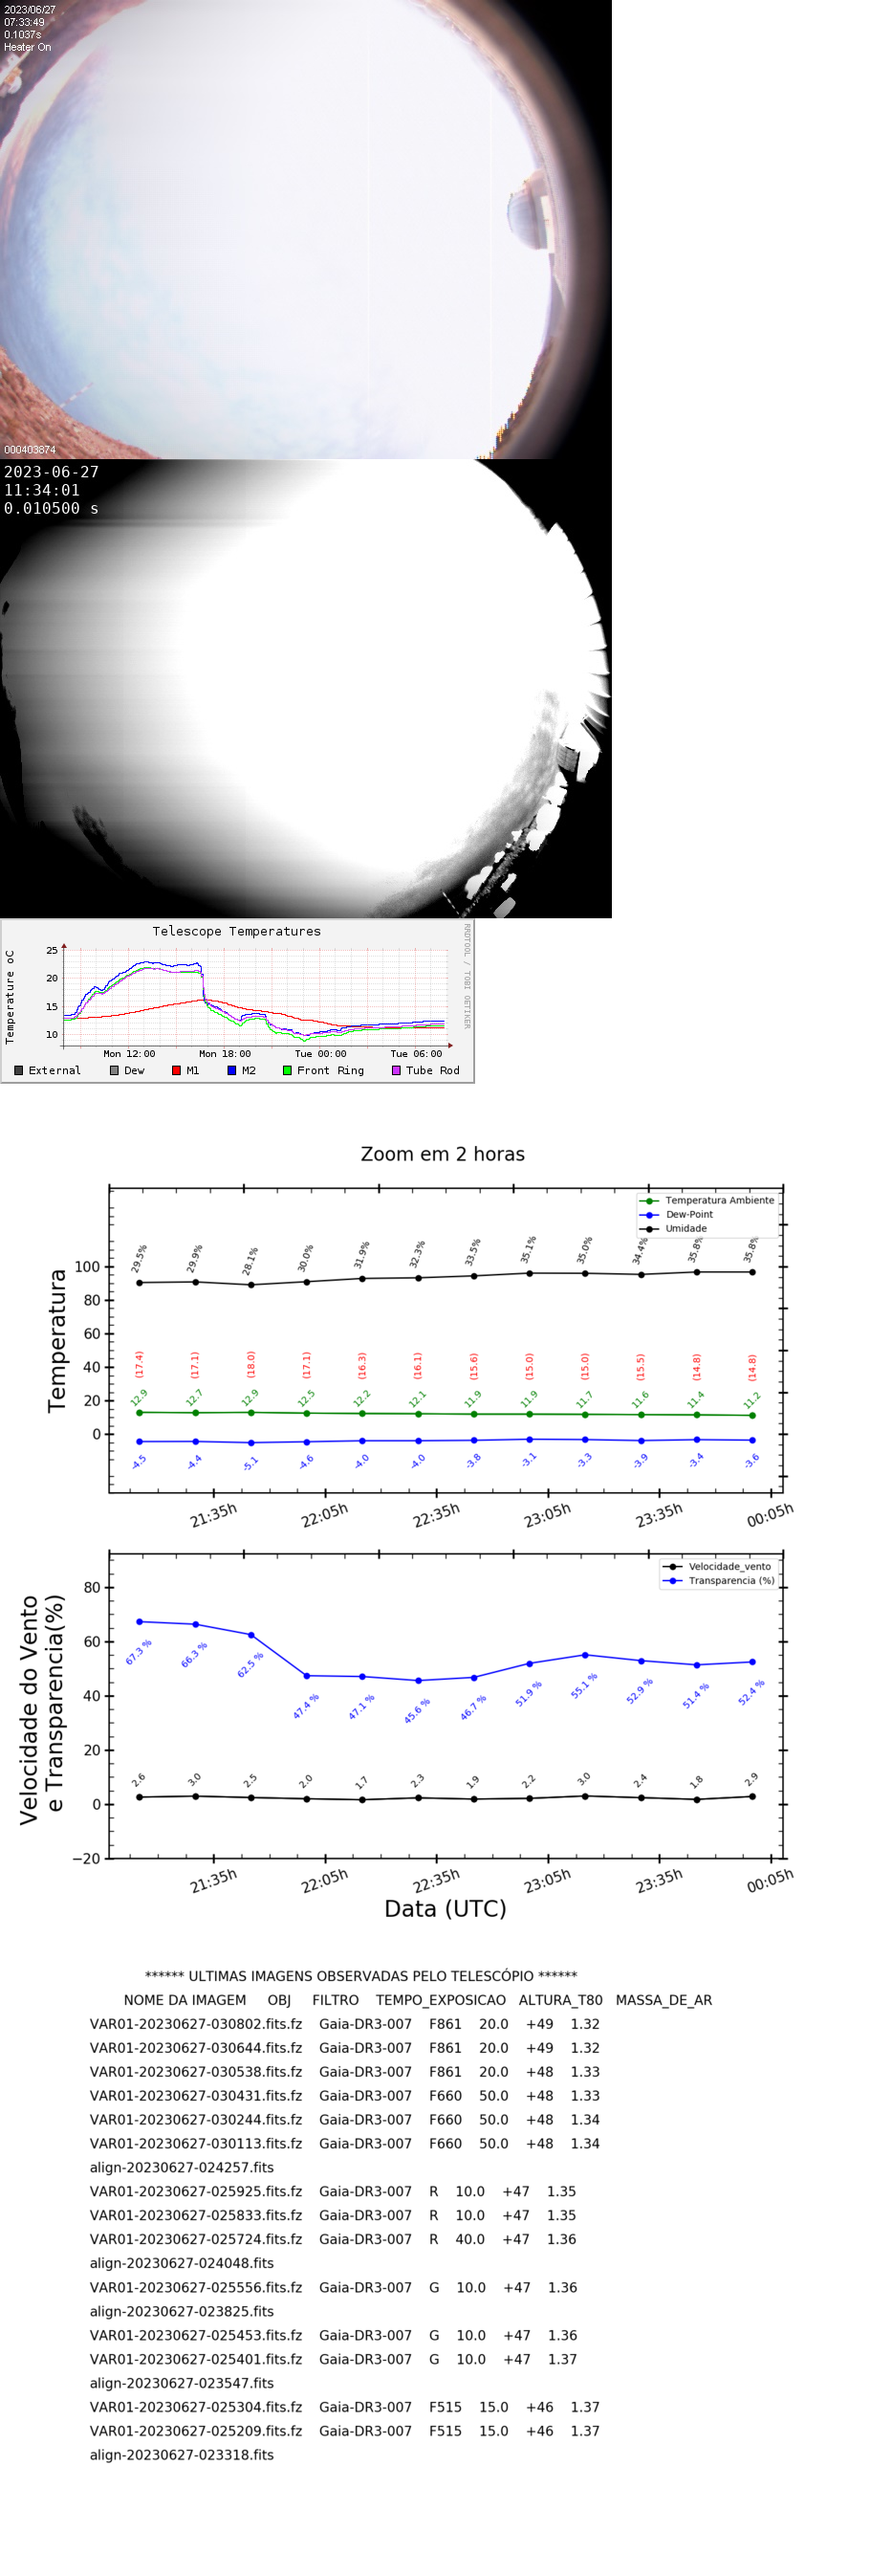 2023/06/27
07:33:49
0.1037s
Heater On
000403874
2023-06-27
11:34:01
0.010500 s
Telescope Temperatures
RRDTOOL / TOBI OETIKER
Temperature oC
25
20
15
10
Mon 12:00 Mon 18:00 Tue 00:00 Tue 06:00
External Dew M1 M2 Front Ring Tube Rod
Zoom em 2 horas
Temperatura Ambiente
Dew-Point
Umidade
Temperatura
100
80
60
40
20
0
29.5% 29.9% 28.1% 30.0% 31.9% 32.3% 33.5% 35.1% 35.0% 34.4% 35.8% 35.8%
(17.4) (17.1) (18.0) (17.1) (16.3) (16.1) (15.6) (15.0) (15.0) (15.5) (14.8) (14.8)
12.9 12.7 12.9 12.5 12.2 12.1 11.9 11.9 11.7 11.6 11.4 11.2
-4.5 -4.4 -5.1 -4.6 -4.0 -4.0 -3.8 -3.1 -3.3 -3.9 -3.4 -3.6
21:35h 22:05h 22:35h 23:05h 23:35h 00:05h
Velocidade_vento
Transparencia (%)
Velocidade do Vento
e Transparencia(%)
80
60
40
20
0
−20
67.3 % 66.3 % 62.5 % 47.4 % 47.1 % 45.6 % 46.7 % 51.9 % 55.1 % 52.9 % 51.4 % 52.4 %
2.6 3.0 2.5 2.0 1.7 2.3 1.9 2.2 3.0 2.4 1.8 2.9
21:35h 22:05h 22:35h 23:05h 23:35h 00:05h
Data (UTC)
****** ULTIMAS IMAGENS OBSERVADAS PELO TELESCÓPIO ******
NOME DA IMAGEM OBJ FILTRO TEMPO_EXPOSICAO ALTURA_T80 MASSA_DE_AR
VAR01-20230627-030802.fits.fz Gaia-DR3-007 F861 20.0 +49 1.32
VAR01-20230627-030644.fits.fz Gaia-DR3-007 F861 20.0 +49 1.32
VAR01-20230627-030538.fits.fz Gaia-DR3-007 F861 20.0 +48 1.33
VAR01-20230627-030431.fits.fz Gaia-DR3-007 F660 50.0 +48 1.33
VAR01-20230627-030244.fits.fz Gaia-DR3-007 F660 50.0 +48 1.34
VAR01-20230627-030113.fits.fz Gaia-DR3-007 F660 50.0 +48 1.34
align-20230627-024257.fits
VAR01-20230627-025925.fits.fz Gaia-DR3-007 R 10.0 +47 1.35
VAR01-20230627-025833.fits.fz Gaia-DR3-007 R 10.0 +47 1.35
VAR01-20230627-025724.fits.fz Gaia-DR3-007 R 40.0 +47 1.36
align-20230627-024048.fits
VAR01-20230627-025556.fits.fz Gaia-DR3-007 G 10.0 +47 1.36
align-20230627-023825.fits
VAR01-20230627-025453.fits.fz Gaia-DR3-007 G 10.0 +47 1.36
VAR01-20230627-025401.fits.fz Gaia-DR3-007 G 10.0 +47 1.37
align-20230627-023547.fits
VAR01-20230627-025304.fits.fz Gaia-DR3-007 F515 15.0 +46 1.37
VAR01-20230627-025209.fits.fz Gaia-DR3-007 F515 15.0 +46 1.37
align-20230627-023318.fits